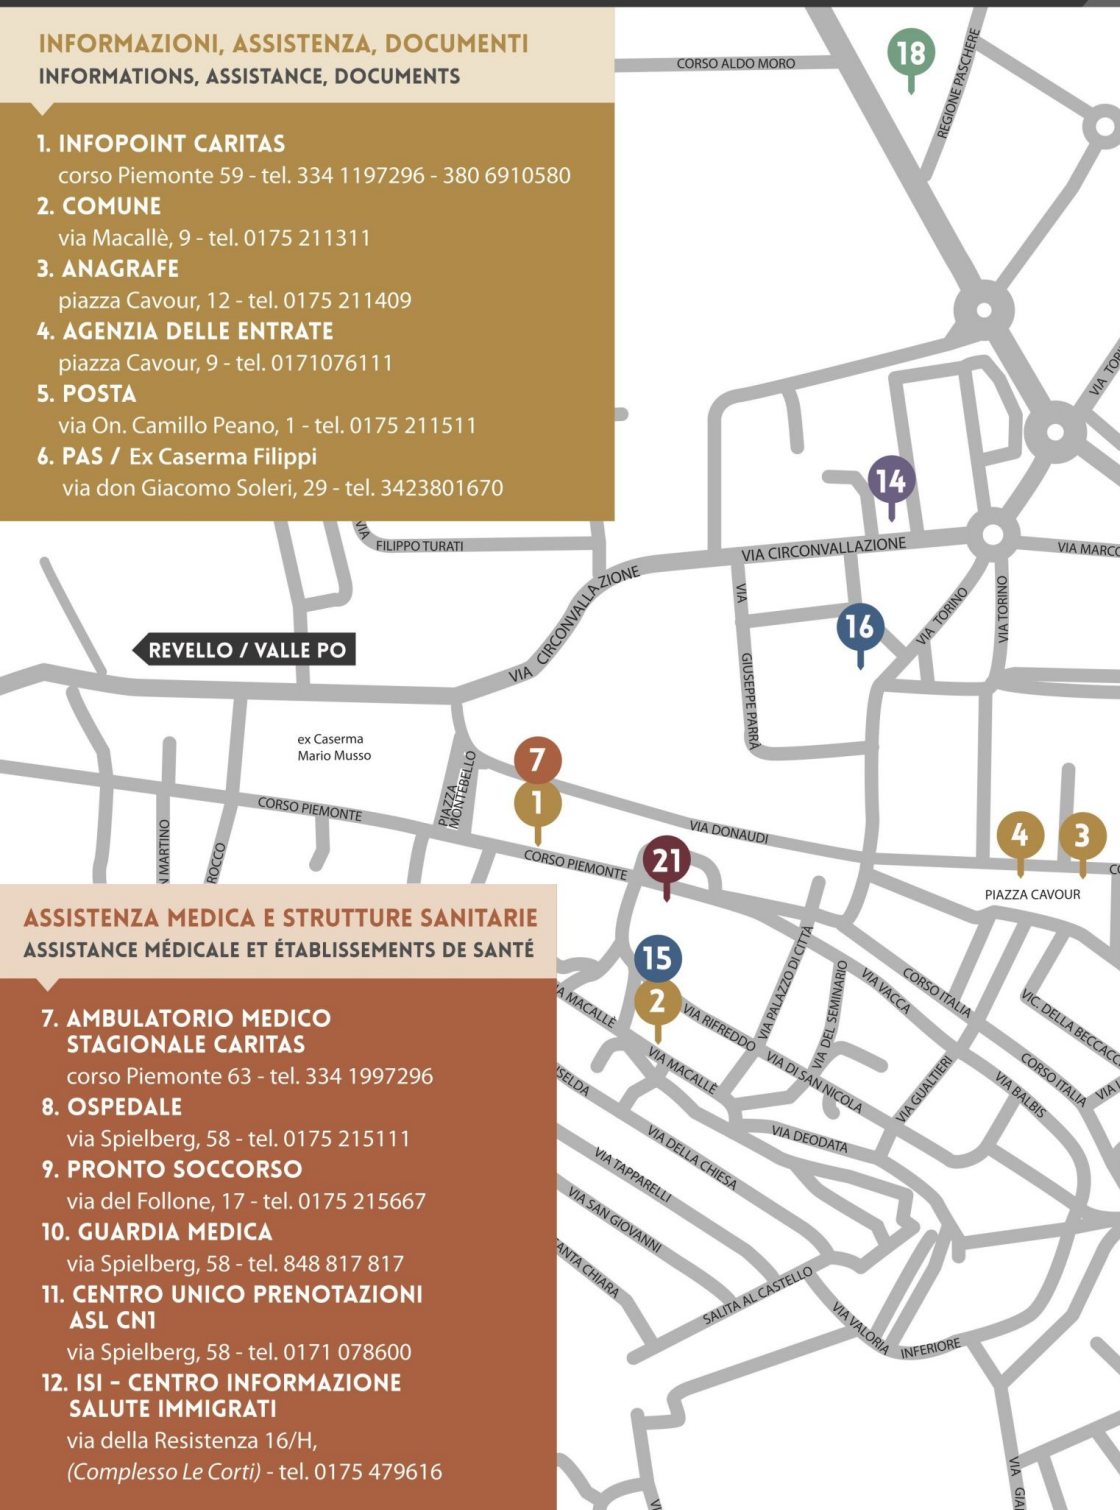 INFORMAZIONI, ASSISTENZA, DOCUMENTI
INFORMATIONS, ASSISTANCE, DOCUMENTS
1. INFOPOINT CARITAS
corso Piemonte 59 - tel. 334 1197296 - 380 6910580
2. COMUNE
via Macallè, 9 - tel. 0175 211311
3. ANAGRAFE
piazza Cavour, 12 - tel. 0175 211409
4. AGENZIA DELLE ENTRATE
piazza Cavour, 9 - tel. 0171076111
5. POSTA
via On. Camillo Peano, 1 - tel. 0175 211511
6. PAS / Ex Caserma Filippi
via don Giacomo Soleri, 29 - tel. 3423801670
CORSO ALDO MORO
18
REGIONE PASCHERE
VIA TORI
14
VIA CIRCONVALLAZIONE
VIA MARCO
VIA
FILIPPO TURATI
VIA CIRCONVALLAZIONE
VIA
GIUSEPPE PARRÀ
16
VIA TORINO
VIA TORINO
REVELLO / VALLE PO
ex Caserma
Mario Musso
PIAZZA
MONTEBELLO
7
1
CORSO PIEMONTE
VIA DONAUDI
4
3
CO
PIAZZA CAVOUR
N MARTINO
ROCCO
CORSO PIEMONTE
21
15
2
VIA PALAZZO DI CITTÀ
VIA DEL SEMINARIO
VIA VACCA
CORSO ITALIA
VIC. DELLA BECCACC
A MACALLÈ
VIA RIFREDDO
VIA MACALLÈ
VIA DI SAN NICOLA
VIA GUALTIERI
VIA BALBIS
CORSO ITALIA
VIA
ISELDA
VIA DEODATA
VIA DELLA CHIESA
VIA TAPPARELLI
VIA SAN GIOVANNI
ANTA CHIARA
SALITA AL CASTELLO
VIA VALORIA
INFERIORE
VIA GIA
ASSISTENZA MEDICA E STRUTTURE SANITARIE
ASSISTANCE MÉDICALE ET ÉTABLISSEMENTS DE SANTÉ
7. AMBULATORIO MEDICO
STAGIONALE CARITAS
corso Piemonte 63 - tel. 334 1997296
8. OSPEDALE
via Spielberg, 58 - tel. 0175 215111
9. PRONTO SOCCORSO
via del Follone, 17 - tel. 0175 215667
10. GUARDIA MEDICA
via Spielberg, 58 - tel. 848 817 817
11. CENTRO UNICO PRENOTAZIONI
ASL CN1
via Spielberg, 58 - tel. 0171 078600
12. ISI - CENTRO INFORMAZIONE
SALUTE IMMIGRATI
via della Resistenza 16/H,
(Complesso Le Corti) - tel. 0175 479616